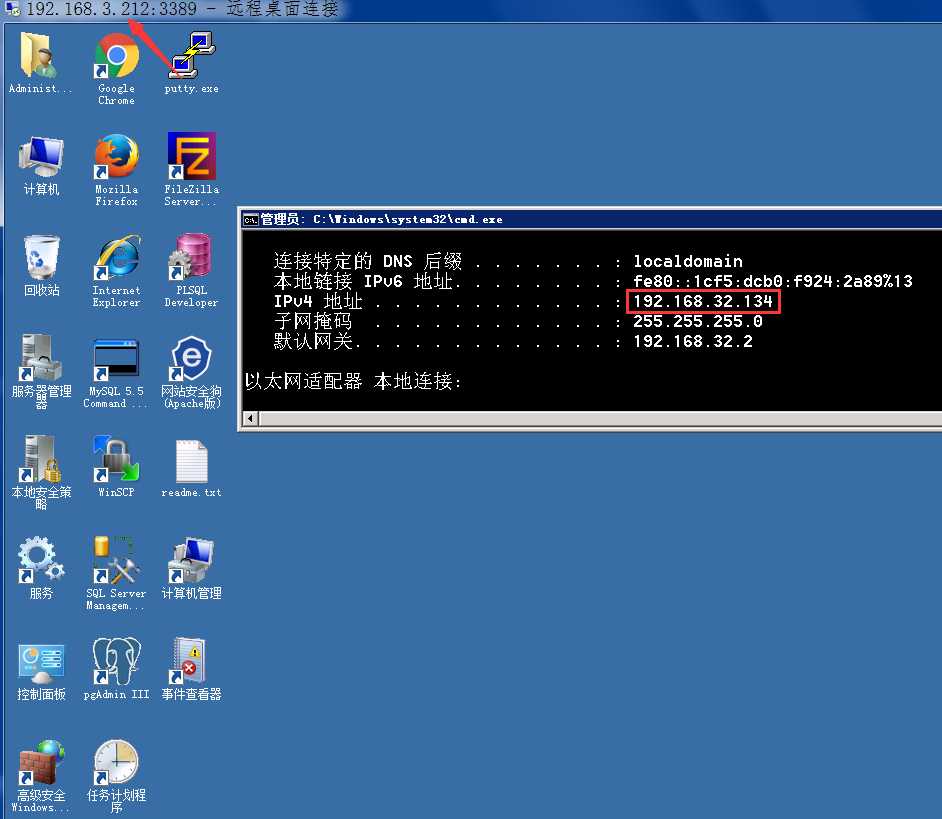 192.168.3.212:3389 - 远程桌面连接
Administ...
Google
Chrome
putty.exe
计算机
Mozilla
Firefox
FileZilla
Server...
回收站
Internet
Explorer
PLSQL
Developer
服务器管理
器
MySQL 5.5
Command ...
网站安全狗
(Apache版)
本地安全策
略
WinSCP
readme.txt
服务
SQL Server
Managem...
计算机管理
控制面板
pgAdmin III
事件查看器
高级安全
Windows...
任务计划程
序
管理员: C:\Windows\system32\cmd.exe
连接特定的 DNS 后缀 . . . . . . . : localdomain
本地链接 IPv6 地址. . . . . . . . : fe80::1cf5:dcb0:f924:2a89%13
IPv4 地址 . . . . . . . . . . . . : 192.168.32.134
子网掩码  . . . . . . . . . . . . : 255.255.255.0
默认网关. . . . . . . . . . . . . : 192.168.32.2
以太网适配器 本地连接: